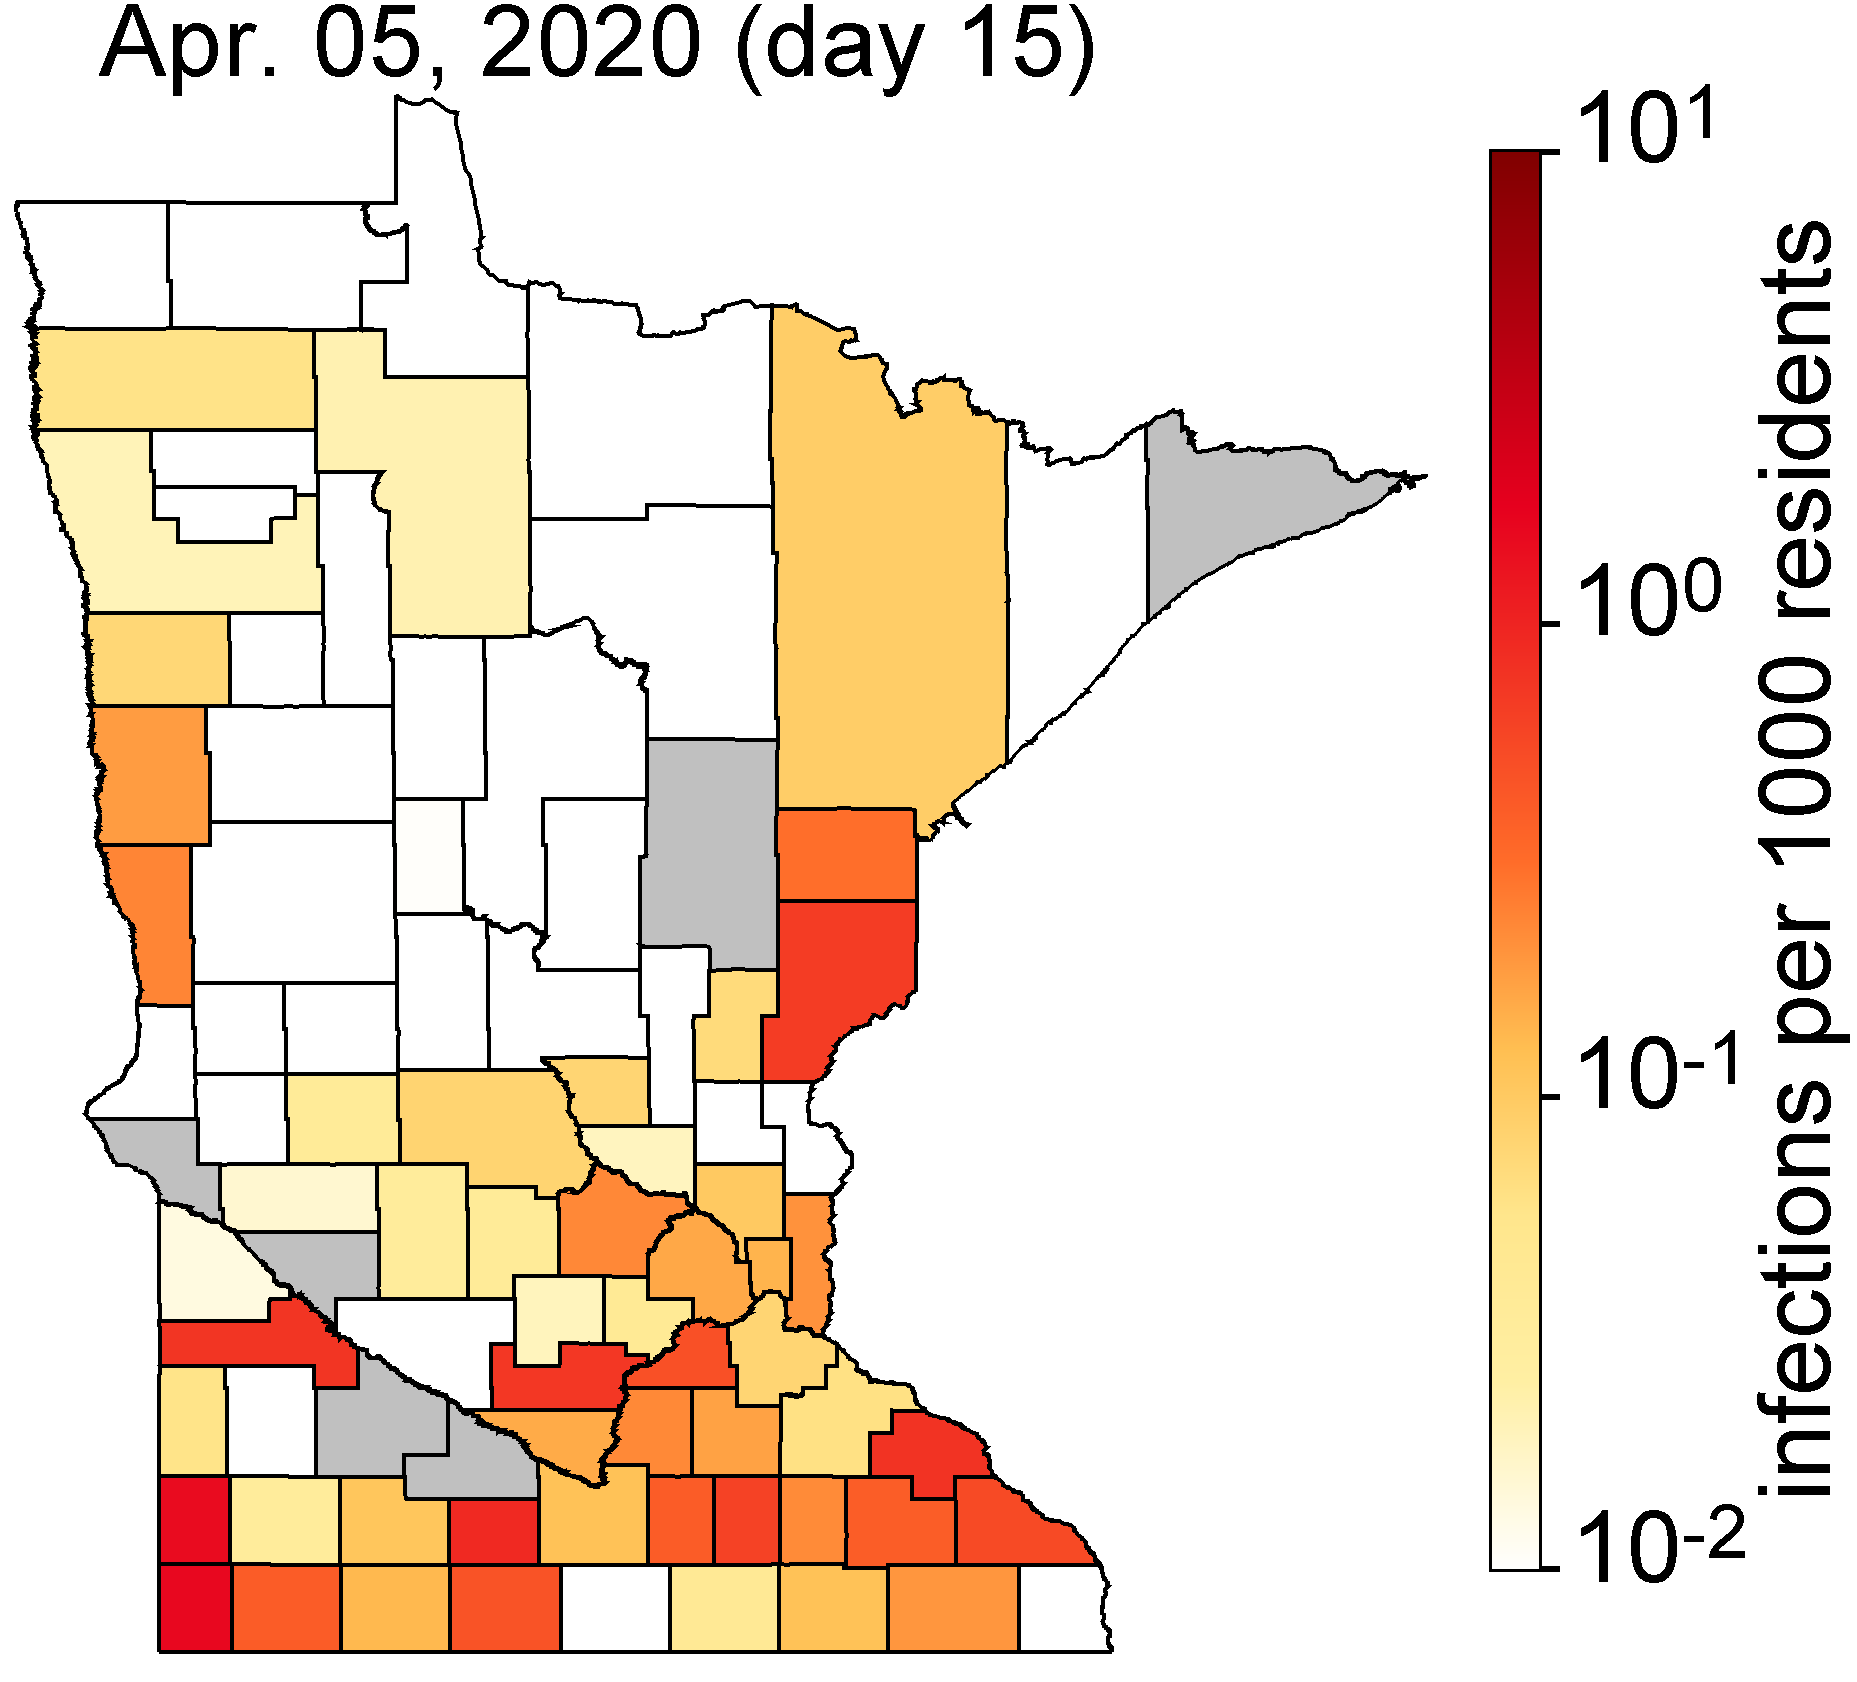 Apr. 05, 2020 (day 15)
10¹
10⁰
10⁻¹
10⁻²
infections per 1000 residents